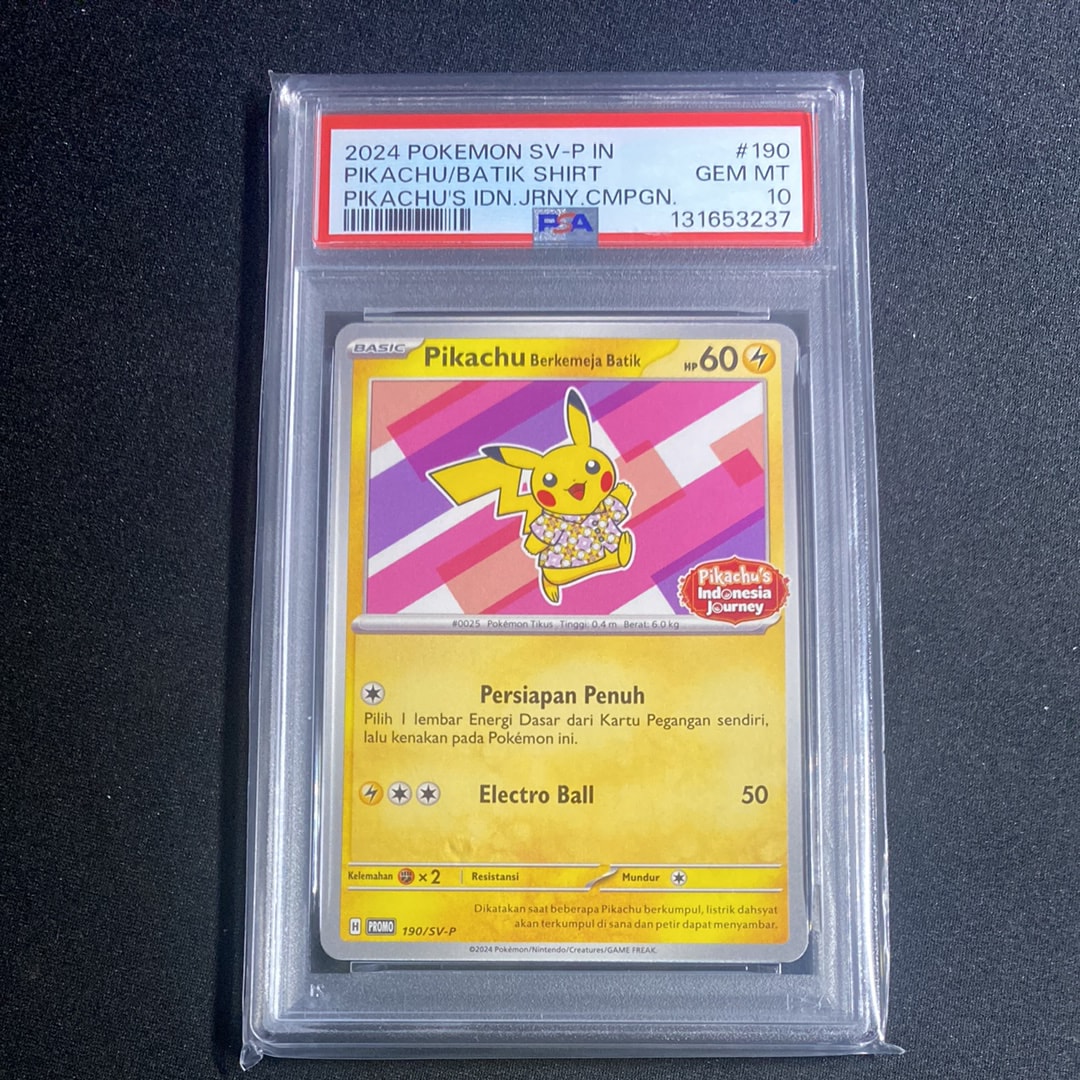 2024 POKEMON SV-P IN #190
PIKACHU/BATIK SHIRT GEM MT
PIKACHU'S IDN.JRNY.CMPGN. 10
PSA 131653237
BASIC Pikachu Berkemeja Batik HP 60
Pikachu's
Indonesia
Journey
#0025 Pokémon Tikus Tinggi: 0.4 m Berat: 6.0 kg
Persiapan Penuh
Pilih 1 lembar Energi Dasar dari Kartu Pegangan sendiri,
lalu kenakan pada Pokémon ini.
Electro Ball 50
Kelemahan ×2 Resistansi Mundur
Dikatakan saat beberapa Pikachu berkumpul, listrik dahsyat
akan terkumpul di sana dan petir dapat menyambar.
H PROMO 190/SV-P
©2024 Pokémon/Nintendo/Creatures/GAME FREAK.